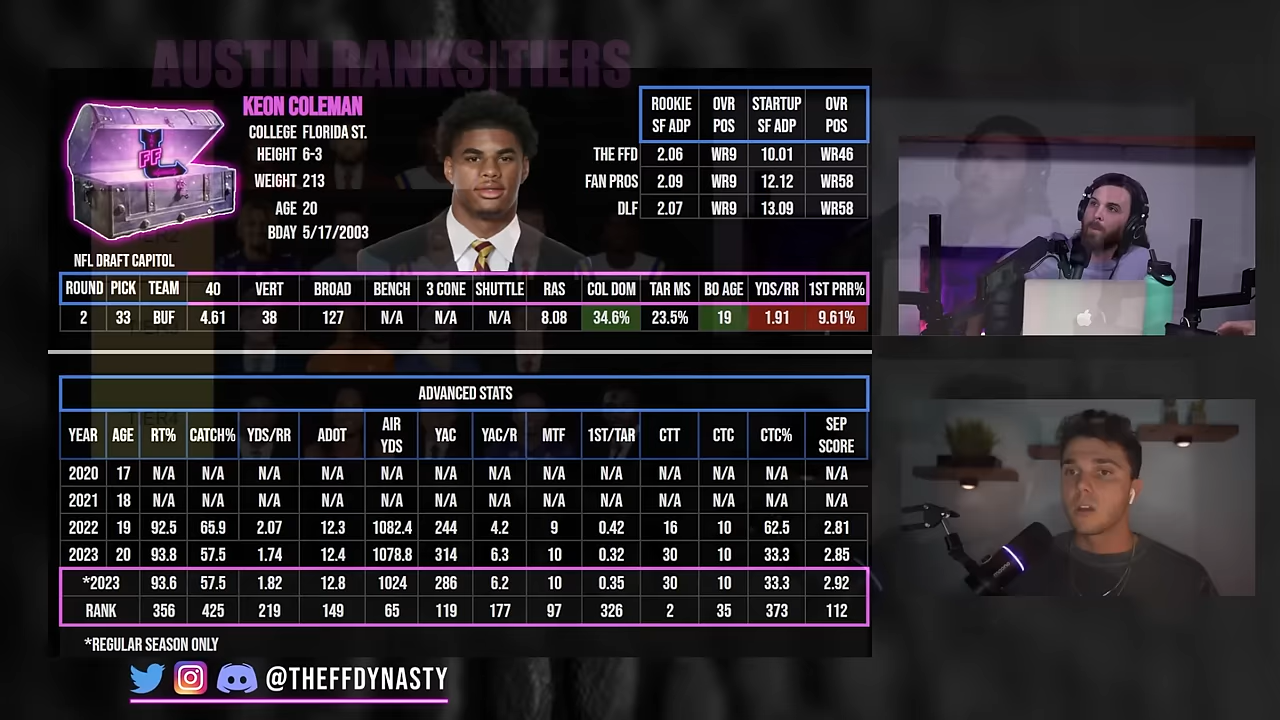 AUSTIN RANKS|TIERS
KEON COLEMAN
COLLEGE FLORIDA ST.
HEIGHT 6-3
WEIGHT 213
AGE 20
BDAY 5/17/2003
FF
ROOKIE SF ADP OVR POS STARTUP SF ADP OVR POS
THE FFD 2.06 WR9 10.01 WR46
FAN PROS 2.09 WR9 12.12 WR58
DLF 2.07 WR9 13.09 WR58
NFL DRAFT CAPITOL
ROUND PICK TEAM 40 VERT BROAD BENCH 3 CONE SHUTTLE RAS COL DOM TAR MS BO AGE YDS/RR 1ST PRR%
2 33 BUF 4.61 38 127 N/A N/A N/A 8.08 34.6% 23.5% 19 1.91 9.61%
ADVANCED STATS
YEAR AGE RT% CATCH% YDS/RR ADOT AIR YDS YAC YAC/R MTF 1ST/TAR CTT CTC CTC% SEP SCORE
2020 17 N/A N/A N/A N/A N/A N/A N/A N/A N/A N/A N/A N/A N/A
2021 18 N/A N/A N/A N/A N/A N/A N/A N/A N/A N/A N/A N/A N/A
2022 19 92.5 65.9 2.07 12.3 1082.4 244 4.2 9 0.42 16 10 62.5 2.81
2023 20 93.8 57.5 1.74 12.4 1078.8 314 6.3 10 0.32 30 10 33.3 2.85
*2023 93.6 57.5 1.82 12.8 1024 286 6.2 10 0.35 30 10 33.3 2.92
RANK 356 425 219 149 65 119 177 97 326 2 35 373 112
*REGULAR SEASON ONLY
@THEFFDYNASTY